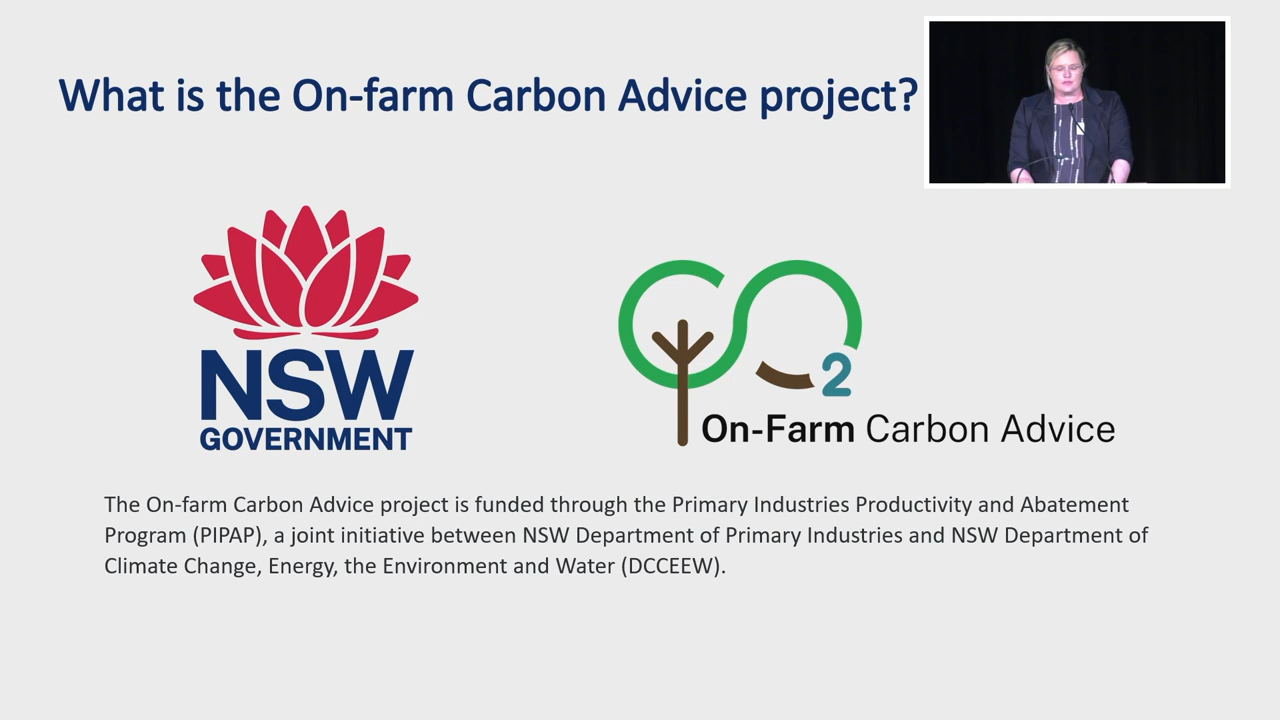 What is the On-farm Carbon Advice project?
NSW
GOVERNMENT
CO2
On-Farm Carbon Advice
The On-farm Carbon Advice project is funded through the Primary Industries Productivity and Abatement
Program (PIPAP), a joint initiative between NSW Department of Primary Industries and NSW Department of
Climate Change, Energy, the Environment and Water (DCCEEW).